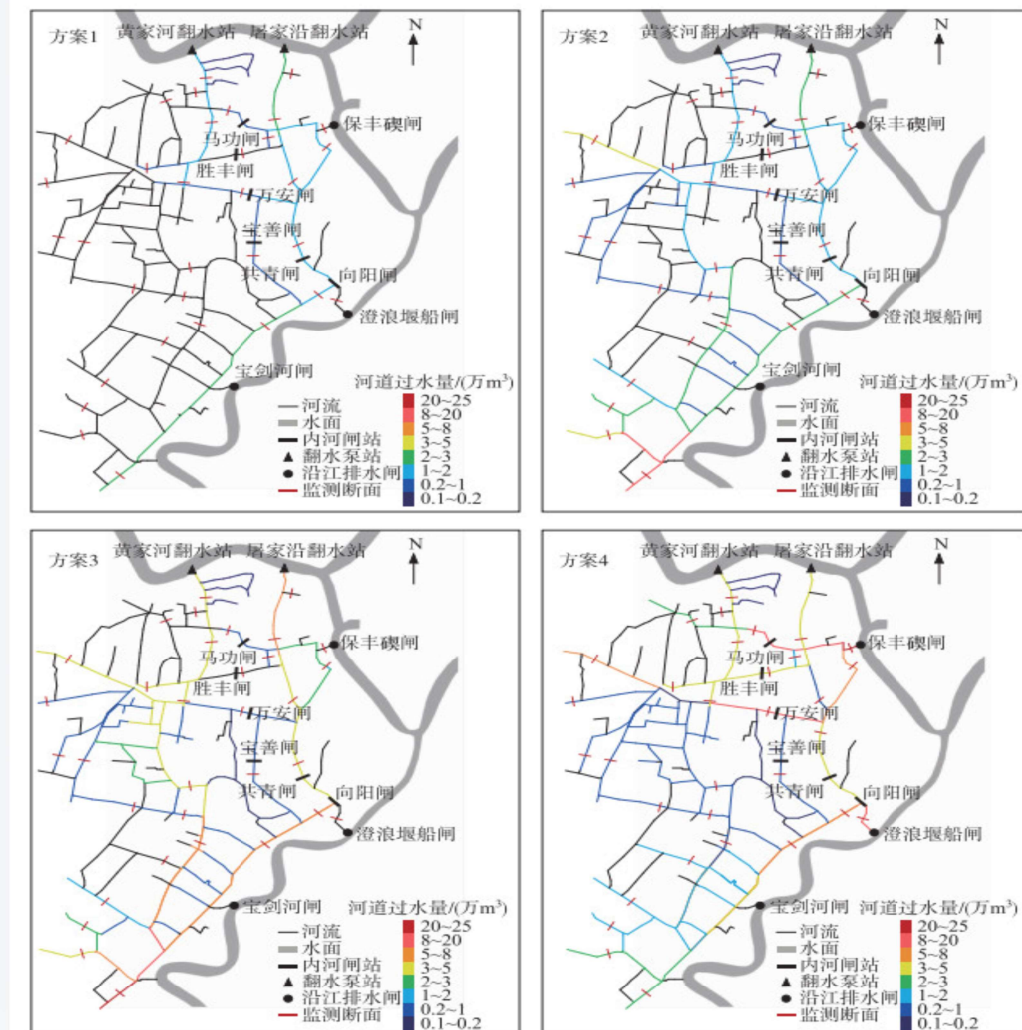 方案1
黄家河翻水站
屠家沿翻水站
N
保丰碶闸
马功闸
胜丰闸
万安闸
宝善闸
共青闸
向阳闸
澄浪堰船闸
宝剑河闸
河道过水量/(万m³)
河流
水面
内河闸站
翻水泵站
沿江排水闸
监测断面
20~25
8~20
5~8
3~5
2~3
1~2
0.2~1
0.1~0.2
方案2
黄家河翻水站
屠家沿翻水站
N
保丰碶闸
马功闸
胜丰闸
万安闸
宝善闸
共青闸
向阳闸
澄浪堰船闸
宝剑河闸
河道过水量/(万m³)
河流
水面
内河闸站
翻水泵站
沿江排水闸
监测断面
20~25
8~20
5~8
3~5
2~3
1~2
0.2~1
0.1~0.2
方案3
黄家河翻水站
屠家沿翻水站
N
保丰碶闸
马功闸
胜丰闸
万安闸
宝善闸
共青闸
向阳闸
澄浪堰船闸
宝剑河闸
河道过水量/(万m³)
河流
水面
内河闸站
翻水泵站
沿江排水闸
监测断面
20~25
8~20
5~8
3~5
2~3
1~2
0.2~1
0.1~0.2
方案4
黄家河翻水站
屠家沿翻水站
N
保丰碶闸
马功闸
胜丰闸
万安闸
宝善闸
共青闸
向阳闸
澄浪堰船闸
宝剑河闸
河道过水量/(万m³)
河流
水面
内河闸站
翻水泵站
沿江排水闸
监测断面
20~25
8~20
5~8
3~5
2~3
1~2
0.2~1
0.1~0.2